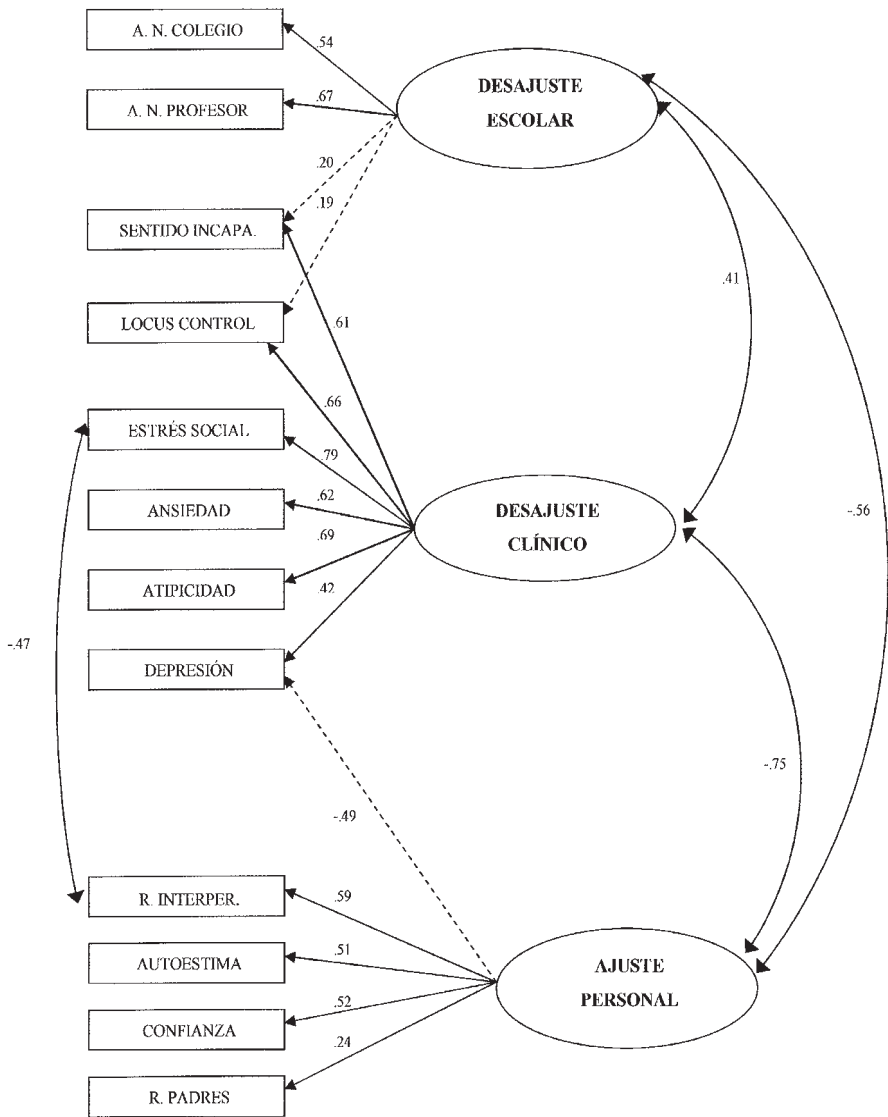 A. N. COLEGIO
.54
DESAJUSTE
ESCOLAR
A. N. PROFESOR
.67
.20
.19
SENTIDO INCAPA.
.41
LOCUS CONTROL
.61
.66
ESTRÉS SOCIAL
.79
ANSIEDAD
.62
DESAJUSTE
CLÍNICO
-.56
.69
ATIPICIDAD
.42
-.47
DEPRESIÓN
-.75
-.49
R. INTERPER.
.59
AUTOESTIMA
.51
AJUSTE
PERSONAL
CONFIANZA
.52
.24
R. PADRES